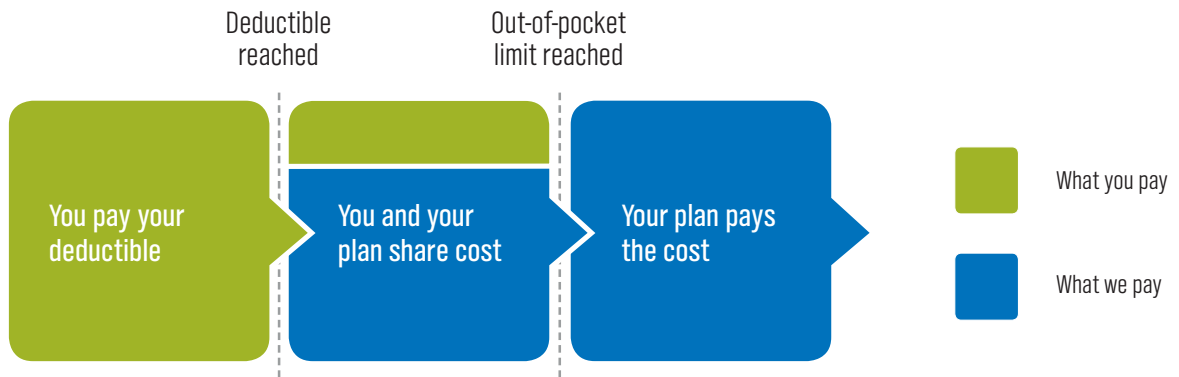 Deductible
reached
Out-of-pocket
limit reached
You pay your
deductible
You and your
plan share cost
Your plan pays
the cost
What you pay
What we pay